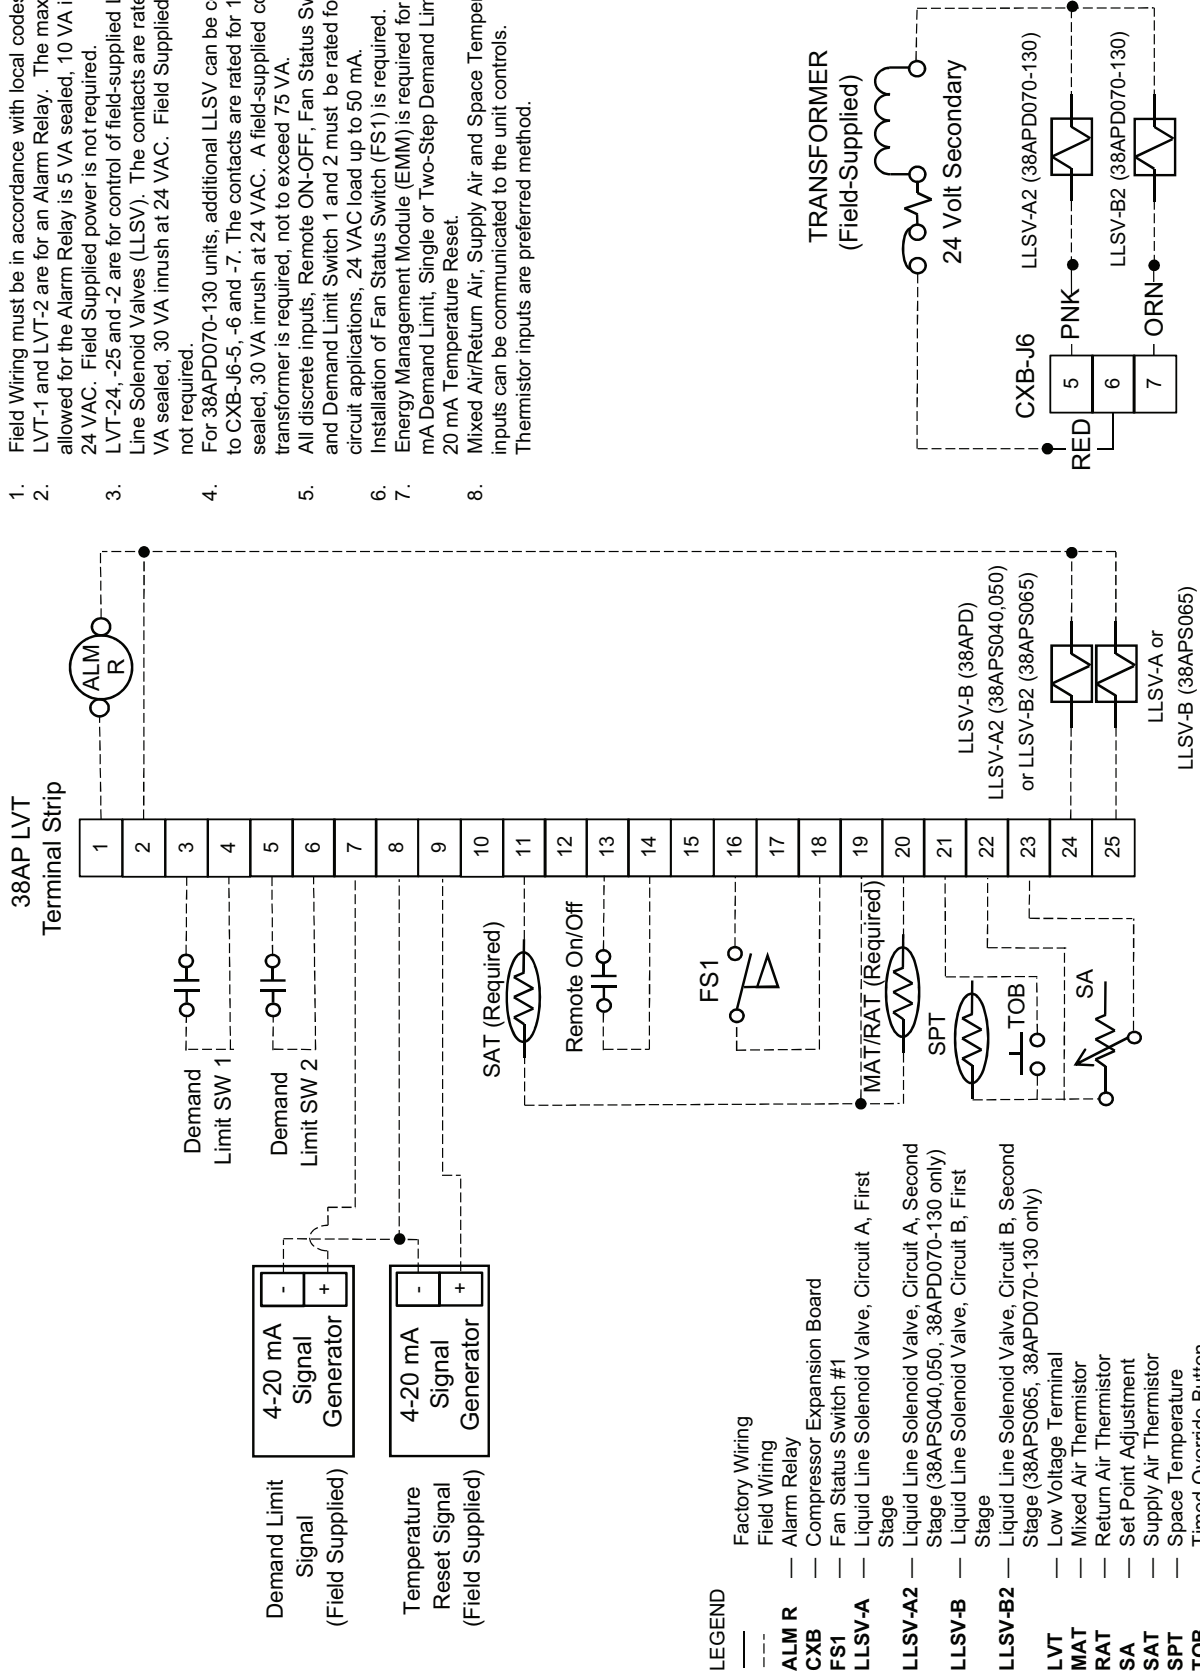 1. Field Wiring must be in accordance with local codes
2. LVT-1 and LVT-2 are for an Alarm Relay. The max
allowed for the Alarm Relay is 5 VA sealed, 10 VA
24 VAC. Field Supplied power is not required.
3. LVT-24, -25 and -2 are for control of field-supplied
Line Solenoid Valves (LLSV). The contacts are
VA sealed, 30 VA inrush at 24 VAC. Field Supplied
not required.
4. For 38APD070-130 units, additional LLSV can be
to CXB-J6-5, -6 and -7. The contacts are rated for 1
sealed, 30 VA inrush at 24 VAC. A field-supplied
transformer is required, not to exceed 75 VA.
5. All discrete inputs, Remote ON-OFF, Fan Status
and Demand Limit Switch 1 and 2 must be rated for
circuit applications, 24 VAC load up to 50 mA.
6. Installation of Fan Status Switch (FS1) is required.
7. Energy Management Module (EMM) is required for
mA Demand Limit, Single or Two-Step Demand
20 mA Temperature Reset.
8. Mixed Air/Return Air, Supply Air and Space
inputs can be communicated to the unit controls.
Thermistor inputs are preferred method.
38AP LVT
Terminal Strip
1
2
3
4
5
6
7
8
9
10
11
12
13
14
15
16
17
18
19
20
21
22
23
24
25
ALM
R
Demand
Limit SW 1
Demand
Limit SW 2
SAT (Required)
Remote On/Off
FS1
MAT/RAT (Required)
SPT
TOB
SA
Demand Limit
Signal
(Field Supplied)
4-20 mA
Signal
Generator
-
+
Temperature
Reset Signal
(Field Supplied)
4-20 mA
Signal
Generator
-
+
LLSV-B (38APD)
LLSV-A2 (38APS040,050)
or LLSV-B2 (38APS065)
LLSV-A or
LLSV-B (38APS065)
TRANSFORMER
(Field-Supplied)
24 Volt Secondary
CXB-J6
5
6
7
RED
PNK
ORN
LLSV-A2 (38APD070-130)
LLSV-B2 (38APD070-130)
LEGEND
Factory Wiring
Field Wiring
ALM R — Alarm Relay
CXB — Compressor Expansion Board
FS1 — Fan Status Switch #1
LLSV-A — Liquid Line Solenoid Valve, Circuit A, First
Stage
LLSV-A2 — Liquid Line Solenoid Valve, Circuit A, Second
Stage (38APS040,050, 38APD070-130 only)
LLSV-B — Liquid Line Solenoid Valve, Circuit B, First
Stage
LLSV-B2 — Liquid Line Solenoid Valve, Circuit B, Second
Stage (38APS065, 38APD070-130 only)
LVT — Low Voltage Terminal
MAT — Mixed Air Thermistor
RAT — Return Air Thermistor
SA — Set Point Adjustment
SAT — Supply Air Thermistor
SPT — Space Temperature
TOB Timed Override Button